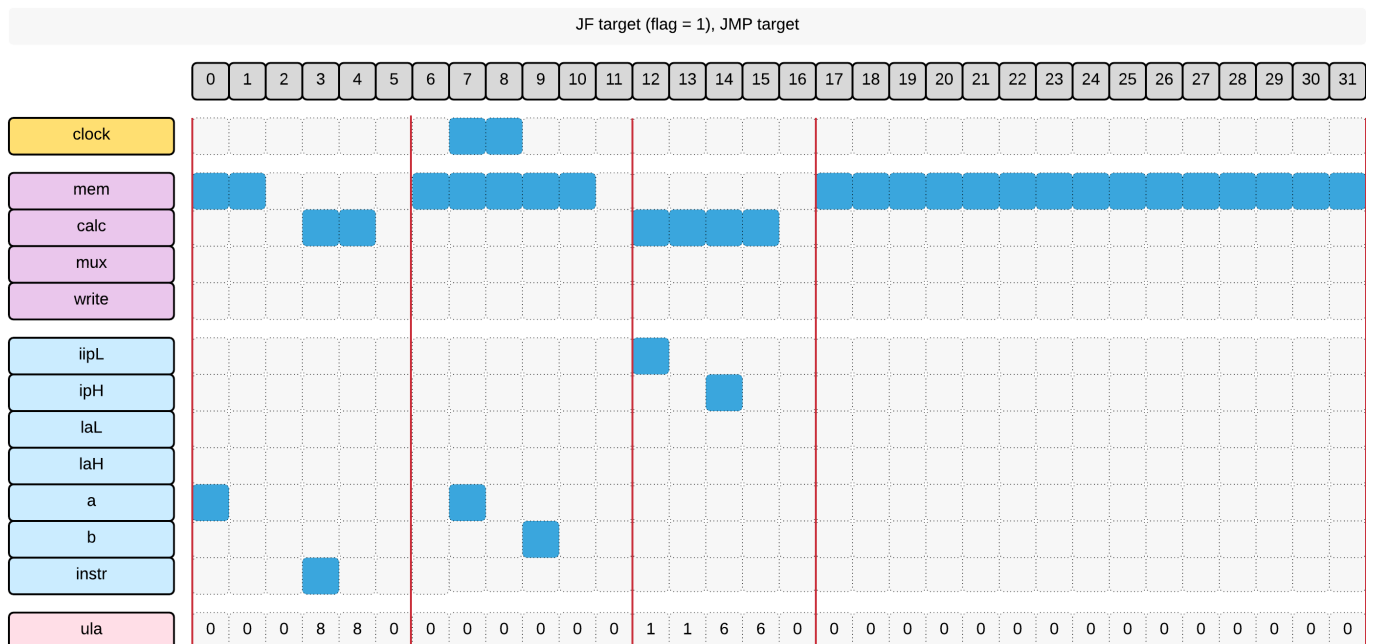 JF target (flag = 1), JMP target
0 1 2 3 4 5 6 7 8 9 10 11 12 13 14 15 16 17 18 19 20 21 22 23 24 25 26 27 28 29 30 31
clock
mem
calc
mux
write
iipL
ipH
laL
laH
a
b
instr
ula 0 0 0 8 8 0 0 0 0 0 0 0 1 1 6 6 0 0 0 0 0 0 0 0 0 0 0 0 0 0 0 0